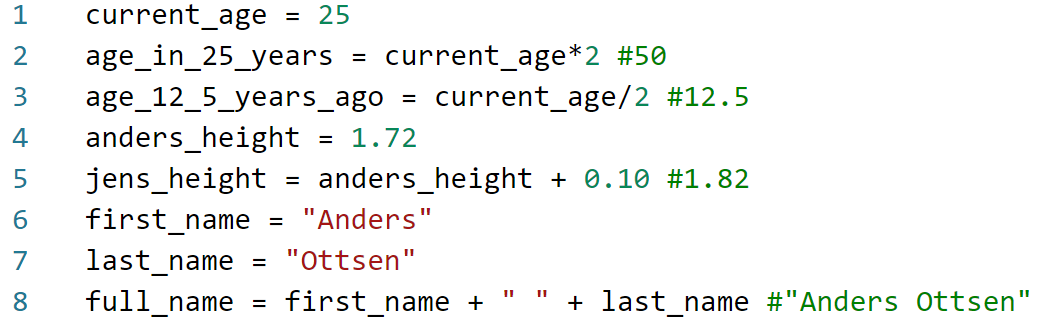 1 current_age = 25
2 age_in_25_years = current_age*2 #50
3 age_12_5_years_ago = current_age/2 #12.5
4 anders_height = 1.72
5 jens_height = anders_height + 0.10 #1.82
6 first_name = "Anders"
7 last_name = "Ottsen"
8 full_name = first_name + " " + last_name #"Anders Ottsen"